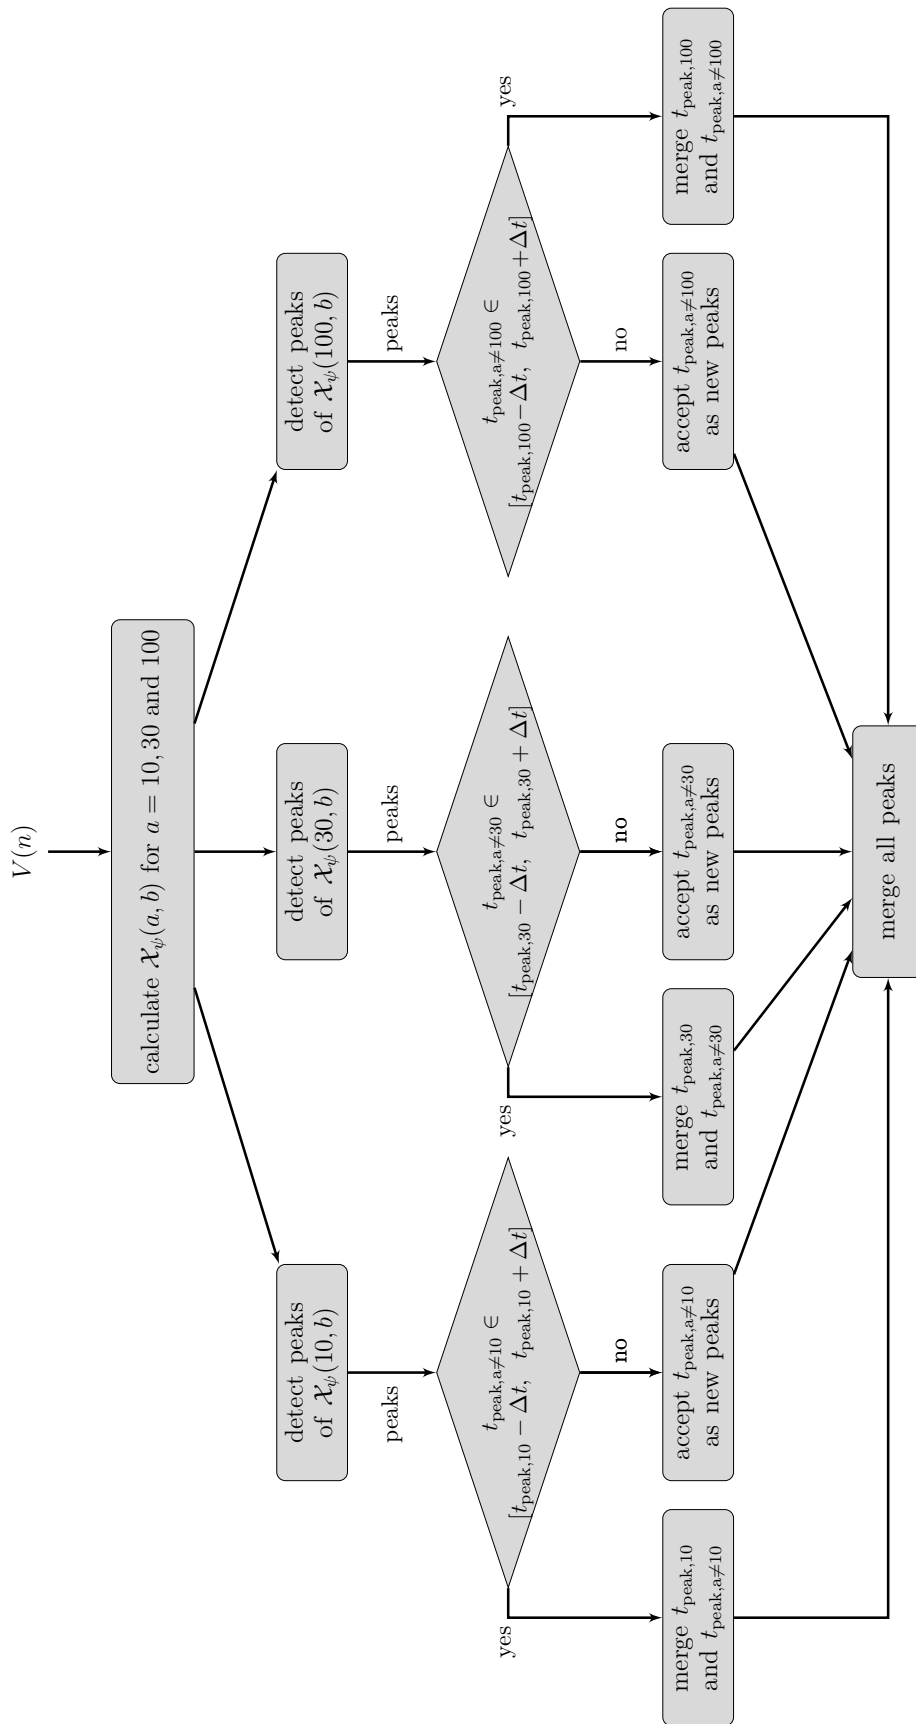 V(n)
calculate 𝒳_ψ(a, b) for a = 10, 30 and 100
detect peaks
of 𝒳_ψ(10, b)
detect peaks
of 𝒳_ψ(30, b)
detect peaks
of 𝒳_ψ(100, b)
peaks
peaks
peaks
t_peak,a≠10 ∈
[t_peak,10 − Δt, t_peak,10 + Δt]
t_peak,a≠30 ∈
[t_peak,30 − Δt, t_peak,30 + Δt]
t_peak,a≠100 ∈
[t_peak,100 − Δt, t_peak,100 + Δt]
yes
no
yes
no
no
yes
merge t_peak,10
and t_peak,a≠10
accept t_peak,a≠10
as new peaks
merge t_peak,30
and t_peak,a≠30
accept t_peak,a≠30
as new peaks
accept t_peak,a≠100
as new peaks
merge t_peak,100
and t_peak,a≠100
merge all peaks